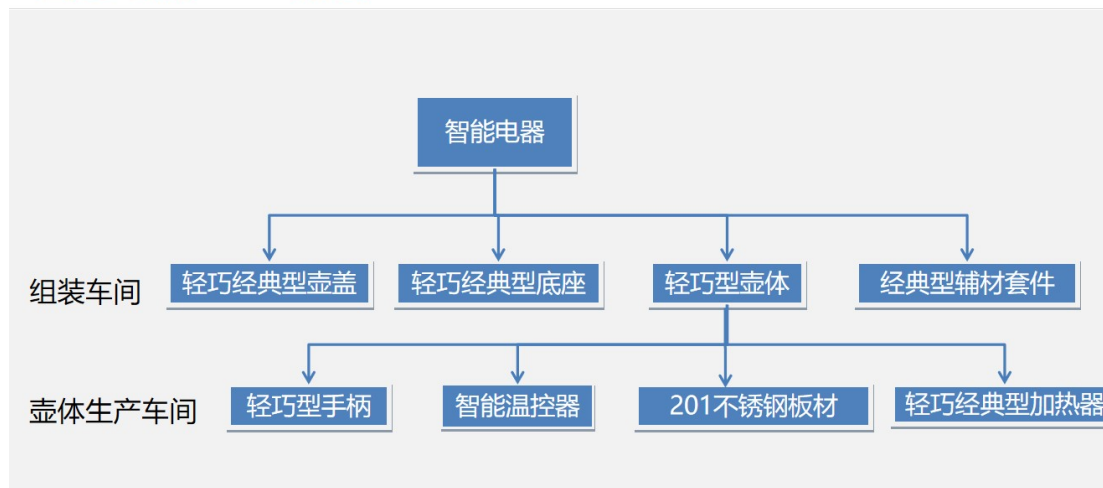 智能电器
组装车间
轻巧经典型壶盖
轻巧经典型底座
轻巧型壶体
经典型辅材套件
壶体生产车间
轻巧型手柄
智能温控器
201不锈钢板材
轻巧经典型加热器